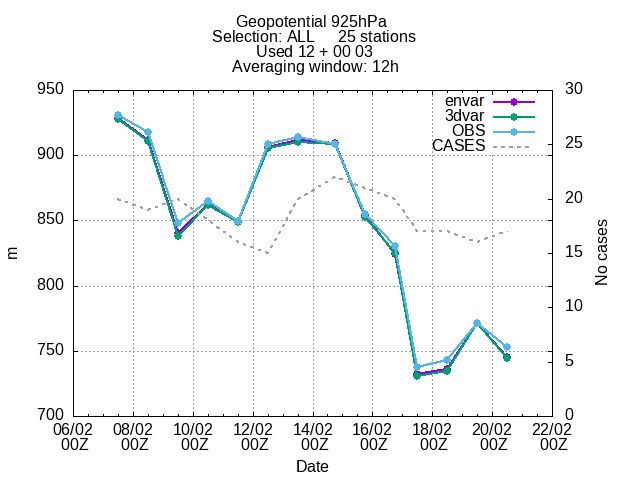 Geopotential 925hPa
Selection: ALL 25 stations
Used 12 + 00 03
Averaging window: 12h
950
900
850
800
750
700
m
30
25
20
15
10
5
0
No cases
envar
3dvar
OBS
CASES
06/02 08/02 10/02 12/02 14/02 16/02 18/02 20/02 22/02
00Z 00Z 00Z 00Z 00Z 00Z 00Z 00Z 00Z
Date